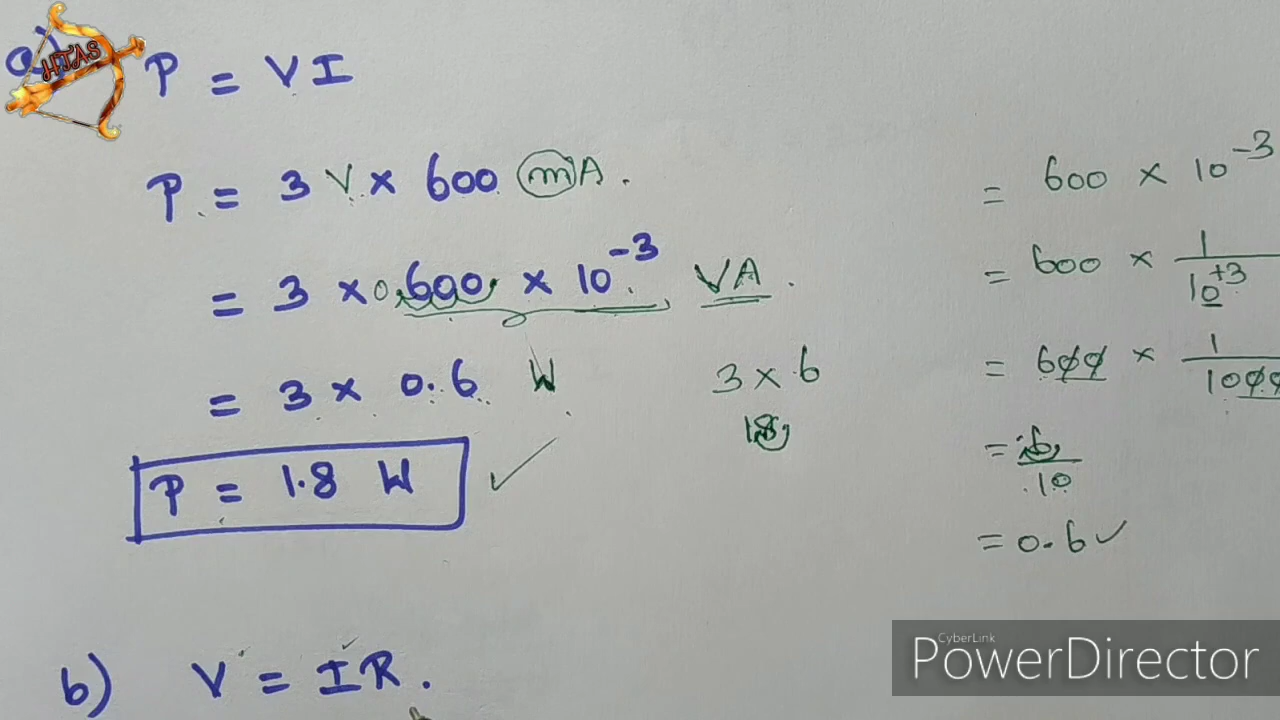 a)
HTAS
P = VI
P = 3 V × 600 mA.
= 3 × 0.600 × 10⁻³ VA.
= 3 × 0.6 W
P = 1.8 W ✓
3 × 6
18
= 600 × 10⁻³
= 600 × 1/10⁺³
= 600 × 1/1000
= 6/10
= 0.6 ✓
b) V = IR.
CyberLink
PowerDirector